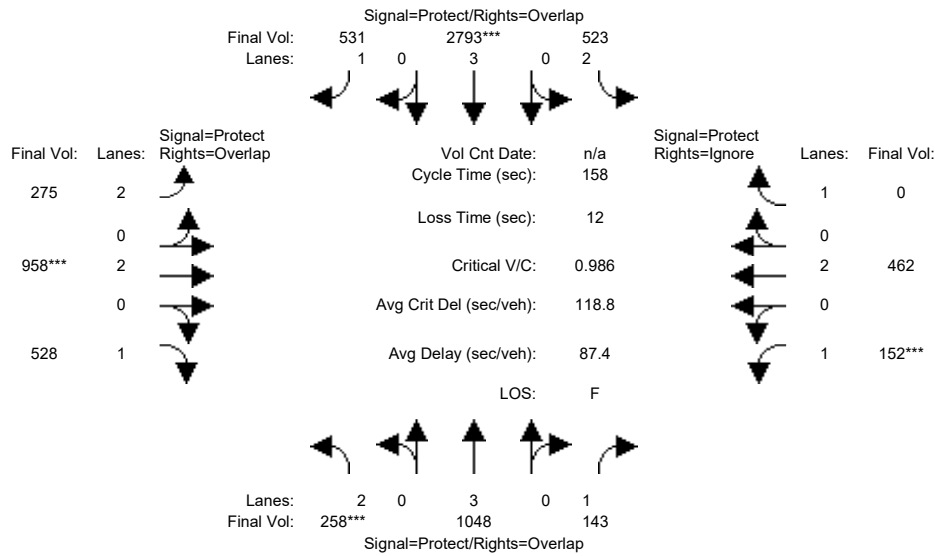 Signal=Protect/Rights=Overlap
Final Vol: 531 2793*** 523
Lanes: 1 0 3 0 2
Signal=Protect
Final Vol: Lanes: Rights=Overlap
Vol Cnt Date: n/a
Signal=Protect
Rights=Ignore Lanes: Final Vol:
Cycle Time (sec): 158
275 2
1 0
Loss Time (sec): 12
0
0
958*** 2
Critical V/C: 0.986
2 462
0
Avg Crit Del (sec/veh): 118.8
0
528 1
Avg Delay (sec/veh): 87.4
1 152***
LOS: F
Lanes: 2 0 3 0 1
Final Vol: 258*** 1048 143
Signal=Protect/Rights=Overlap